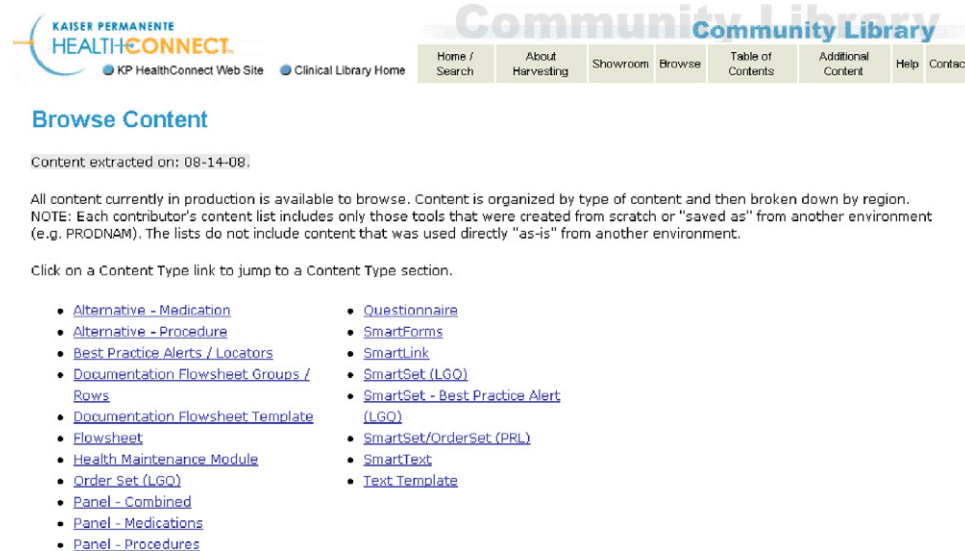 Community Library
KAISER PERMANENTE
HEALTHCONNECT™
KP HealthConnect Web Site Clinical Library Home
Community Library
Home / Search About Harvesting Showroom Browse Table of Contents Additional Content Help Contac
Browse Content
Content extracted on: 08-14-08.
All content currently in production is available to browse. Content is organized by type of content and then broken down by region.
NOTE: Each contributor's content list includes only those tools that were created from scratch or "saved as" from another environment
(e.g. PRODNAM). The lists do not include content that was used directly "as-is" from another environment.
Click on a Content Type link to jump to a Content Type section.
• Alternative - Medication
• Alternative - Procedure
• Best Practice Alerts / Locators
• Documentation Flowsheet Groups /
Rows
• Documentation Flowsheet Template
• Flowsheet
• Health Maintenance Module
• Order Set (LGQ)
• Panel - Combined
• Panel - Medications
• Panel - Procedures
• Questionnaire
• SmartForms
• SmartLink
• SmartSet (LGQ)
• SmartSet - Best Practice Alert
(LGQ)
• SmartSet/OrderSet (PRL)
• SmartText
• Text Template